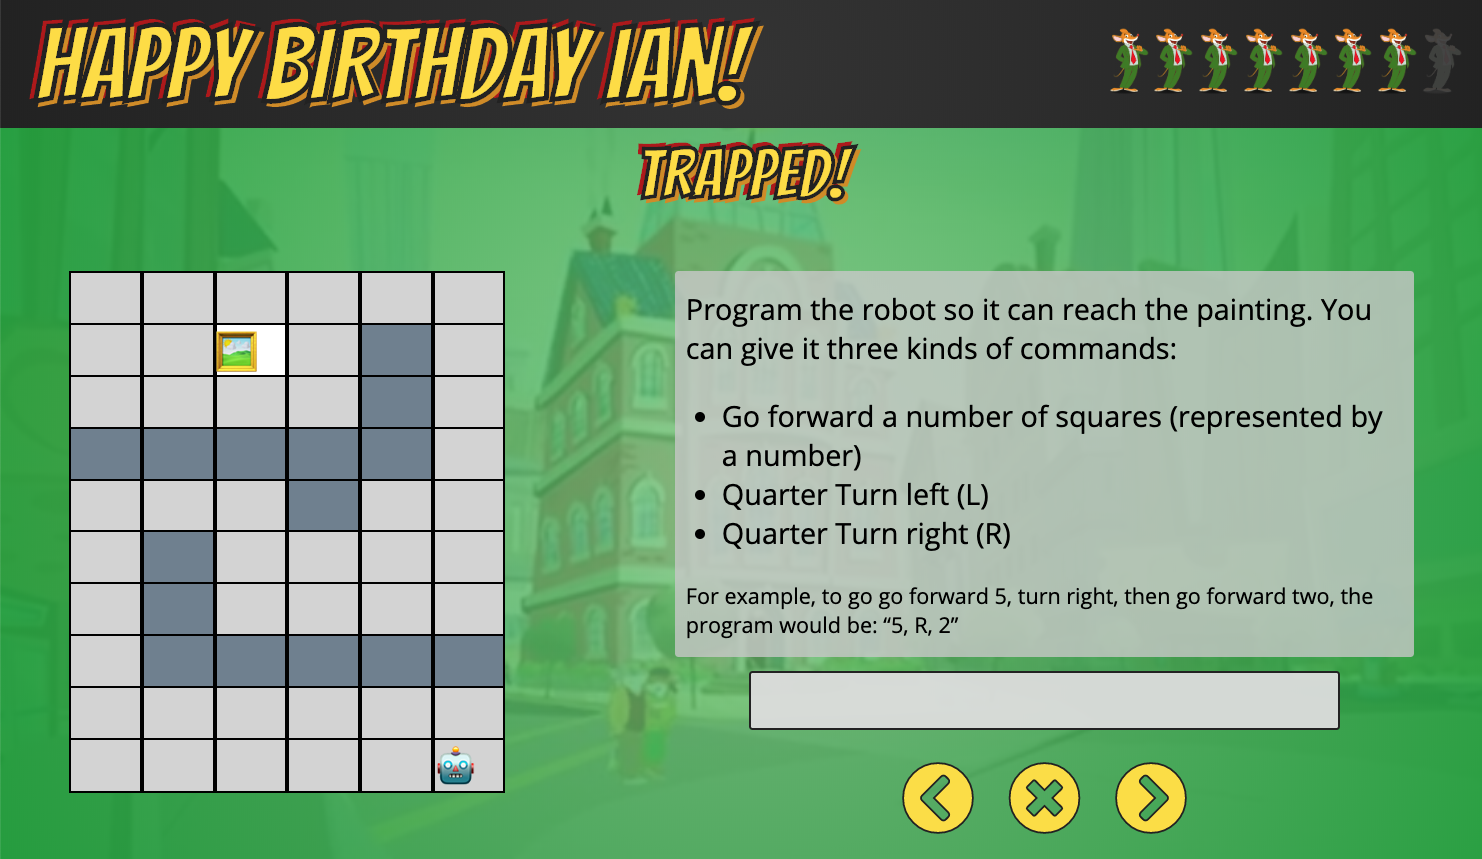 HAPPY BIRTHDAY IAN!
TRAPPED!
Program the robot so it can reach the painting. You
can give it three kinds of commands:
• Go forward a number of squares (represented by
a number)
• Quarter Turn left (L)
• Quarter Turn right (R)
For example, to go go forward 5, turn right, then go forward two, the
program would be: “5, R, 2”